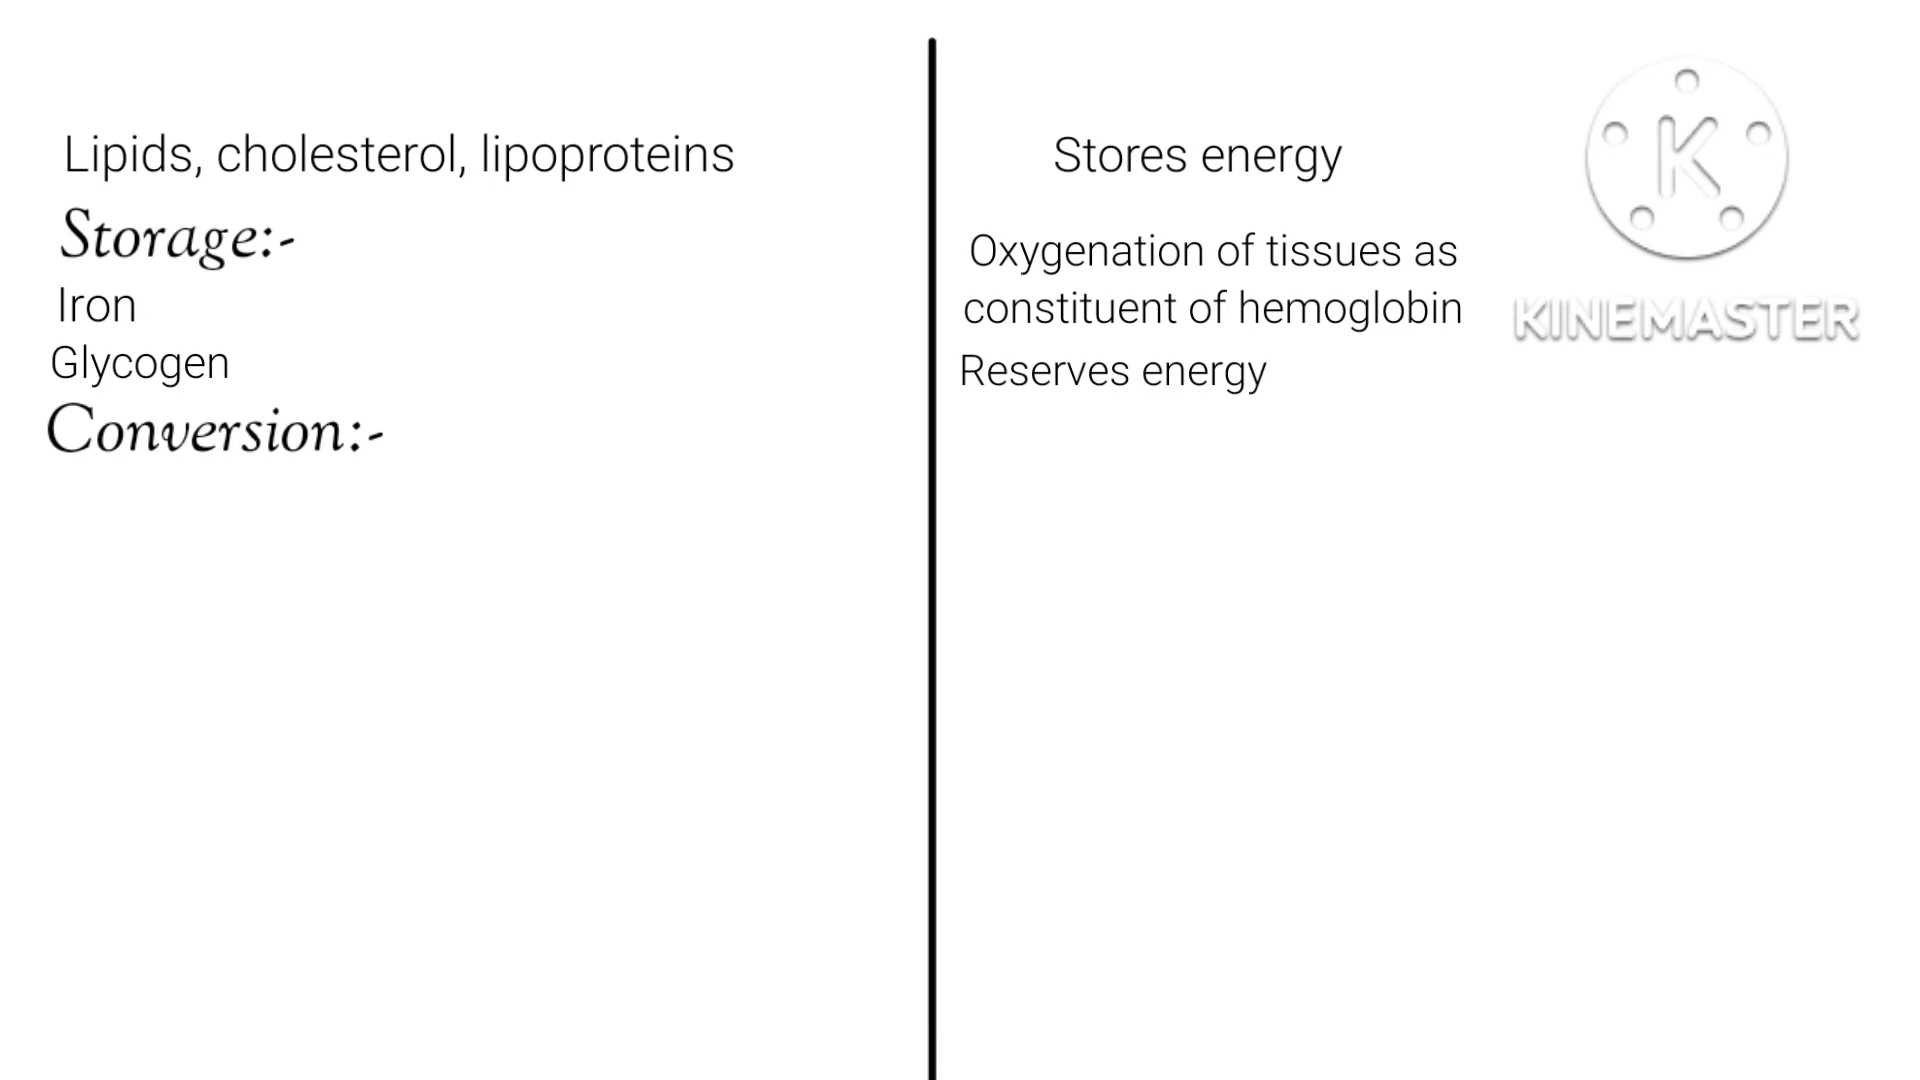 Lipids, cholesterol, lipoproteins
Storage:-
Iron
Glycogen
Conversion:-
Stores energy
Oxygenation of tissues as
constituent of hemoglobin
Reserves energy
K
KINEMASTER